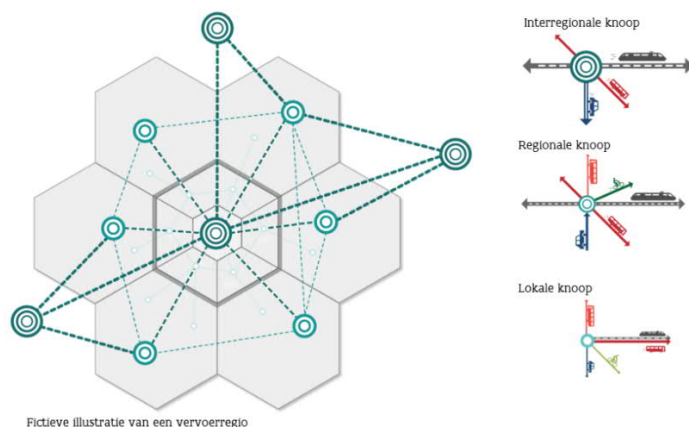 Interregionale knoop
Regionale knoop
Lokale knoop
Fictieve illustratie van een vervoerregio